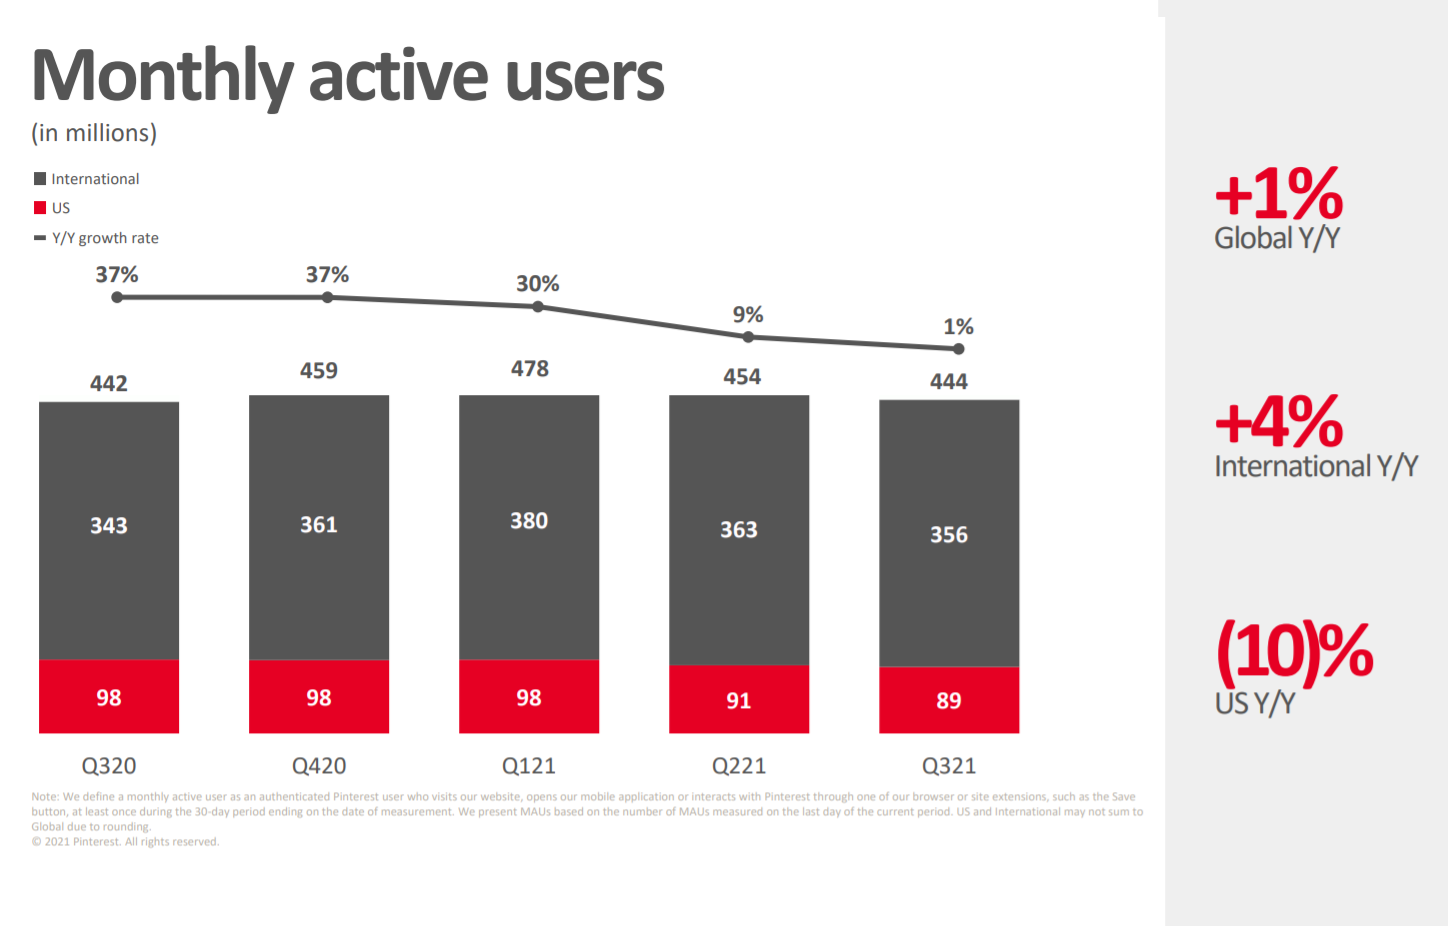 Monthly active users
(in millions)
International
US
Y/Y growth rate
37%
37%
30%
9%
1%
442
459
478
454
444
343
361
380
363
356
98
98
98
91
89
Q320
Q420
Q121
Q221
Q321
Note: We define a monthly active user as an authenticated Pinterest user who visits our website, opens our mobile application or interacts with Pinterest through one of our browser or site extensions, such as the Save
button, at least once during the 30-day period ending on the date of measurement. We present MAUs based on the number of MAUs measured on the last day of the current period. US and International may not sum to
Global due to rounding.
© 2021 Pinterest. All rights reserved.
+1%
Global Y/Y
+4%
International Y/Y
(10)%
US Y/Y